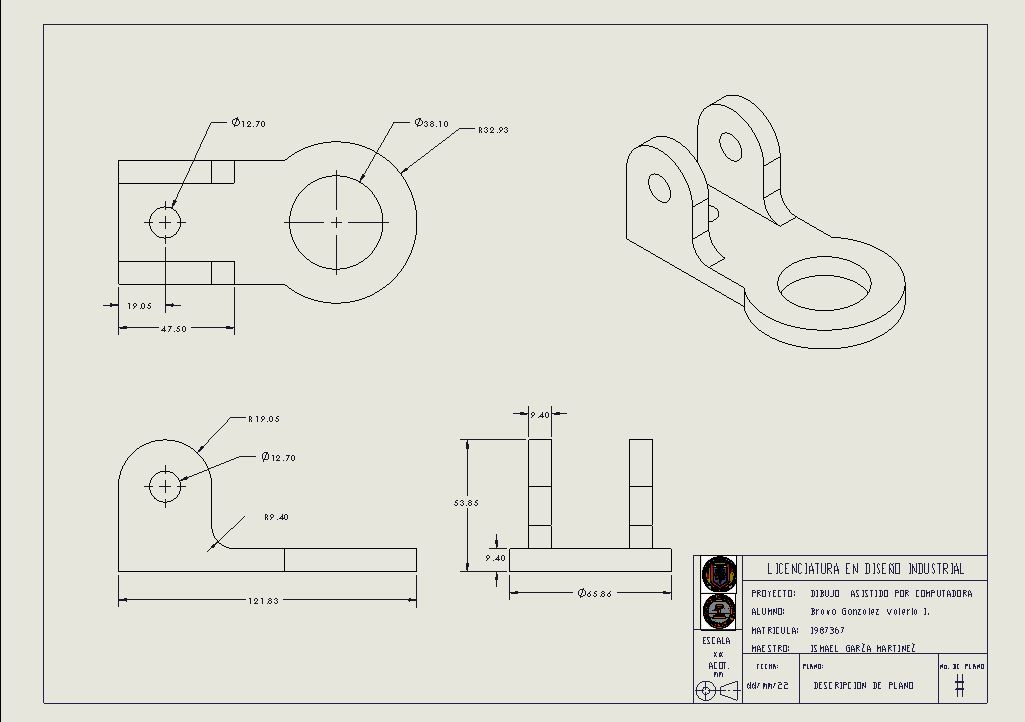 Ø12.70
Ø38.10
R32.93
19.05
47.50
R19.05
Ø12.70
R9.40
121.83
9.40
53.85
9.40
Ø65.86
LICENCIATURA EN DISEÑO INDUSTRIAL
PROYECTO: DIBUJO ASISTIDO POR COMPUTADORA
ALUMNO: Bravo Gonzalez Valeria I.
MATRICULA: 1987367
MAESTRO: ISMAEL GARZA MARTINEZ
ESCALA
XX
ACOT.
mm
FECHA:
dd/mm/22
PLANO:
DESCRIPCION DE PLANO
No. DE PLANO
#